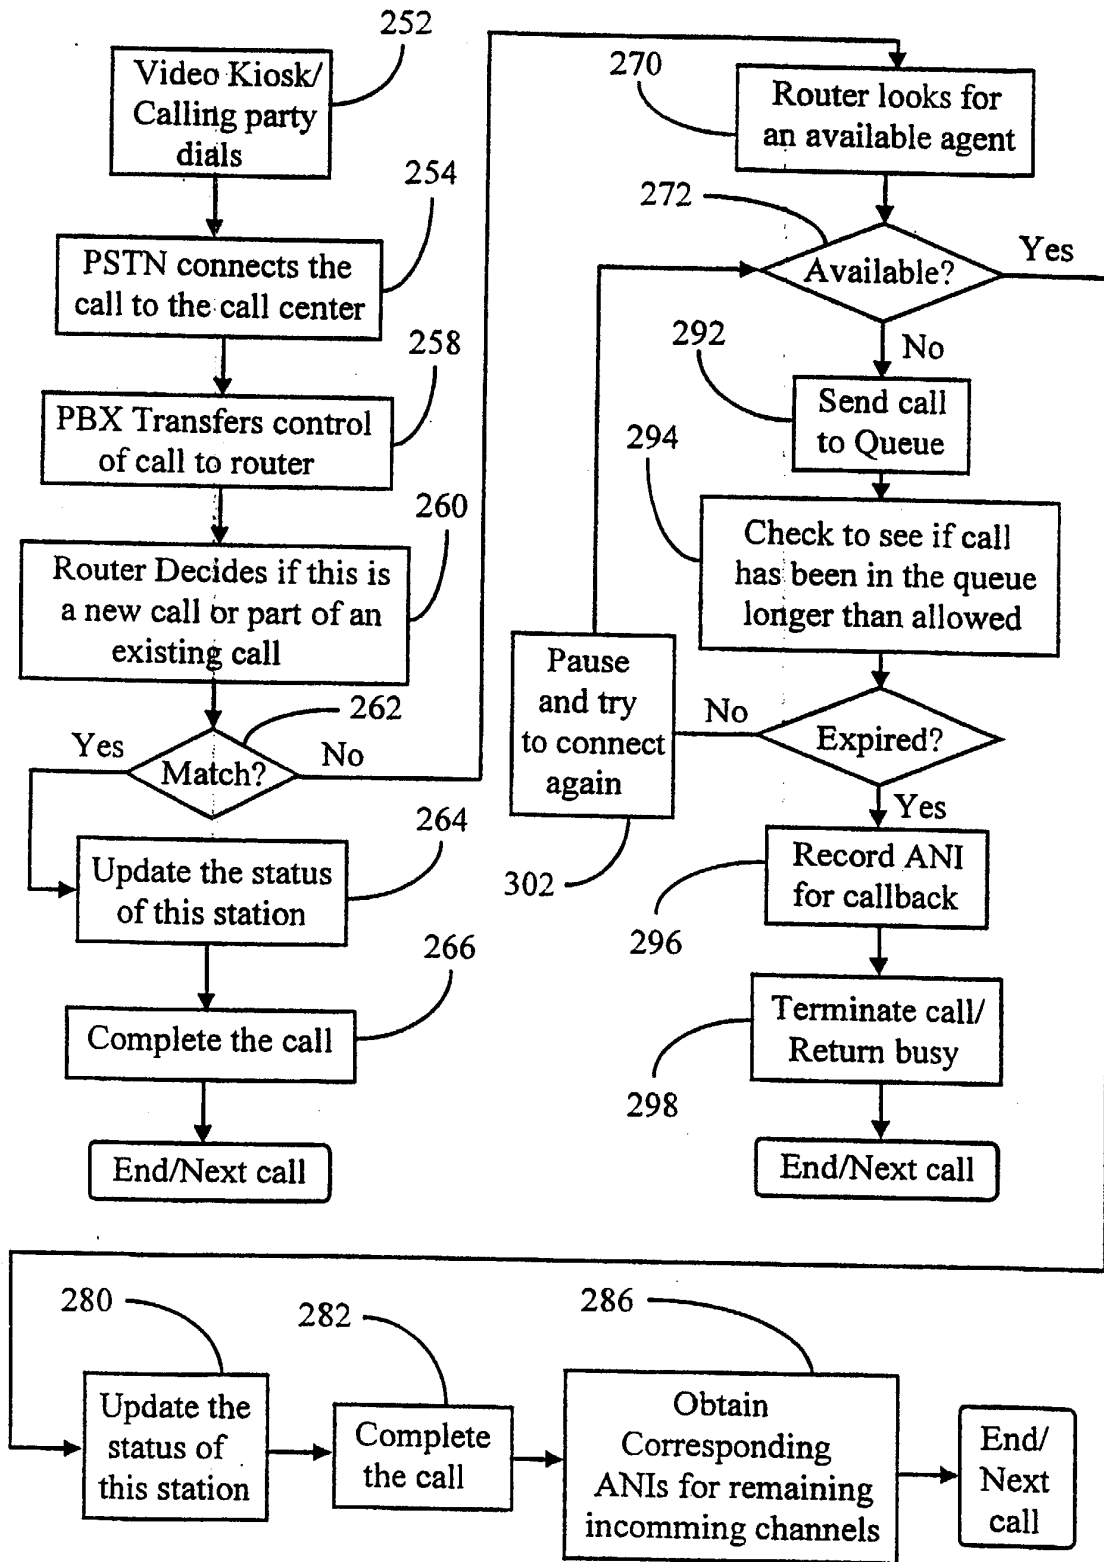 252
Video Kiosk/
Calling party
dials
254
PSTN connects the
call to the call center
258
PBX Transfers control
of call to router
260
Router Decides if this is
a new call or part of an
existing call
262
Yes
Match?
No
264
Update the status
of this station
266
Complete the call
End/Next call
270
Router looks for
an available agent
272
Available?
Yes
No
292
Send call
to Queue
294
Check to see if call
has been in the queue
longer than allowed
Pause
and try
to connect
again
302
No
Expired?
Yes
Record ANI
for callback
296
Terminate call/
Return busy
298
End/Next call
280
Update the
status of
this station
282
Complete
the call
286
Obtain
Corresponding
ANIs for remaining
incomming channels
End/
Next
call